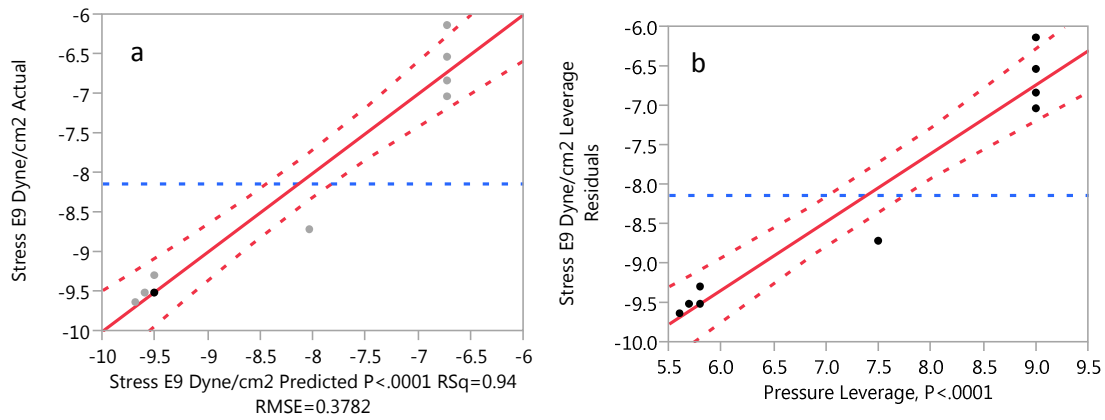 a
Stress E9 Dyne/cm2 Actual
-6
-6.5
-7
-7.5
-8
-8.5
-9
-9.5
-10
-10 -9.5 -9 -8.5 -8 -7.5 -7 -6.5 -6
Stress E9 Dyne/cm2 Predicted P<.0001 RSq=0.94
RMSE=0.3782
b
Stress E9 Dyne/cm2 Leverage
Residuals
-6.0
-6.5
-7.0
-7.5
-8.0
-8.5
-9.0
-9.5
-10.0
5.5 6.0 6.5 7.0 7.5 8.0 8.5 9.0 9.5
Pressure Leverage, P<.0001